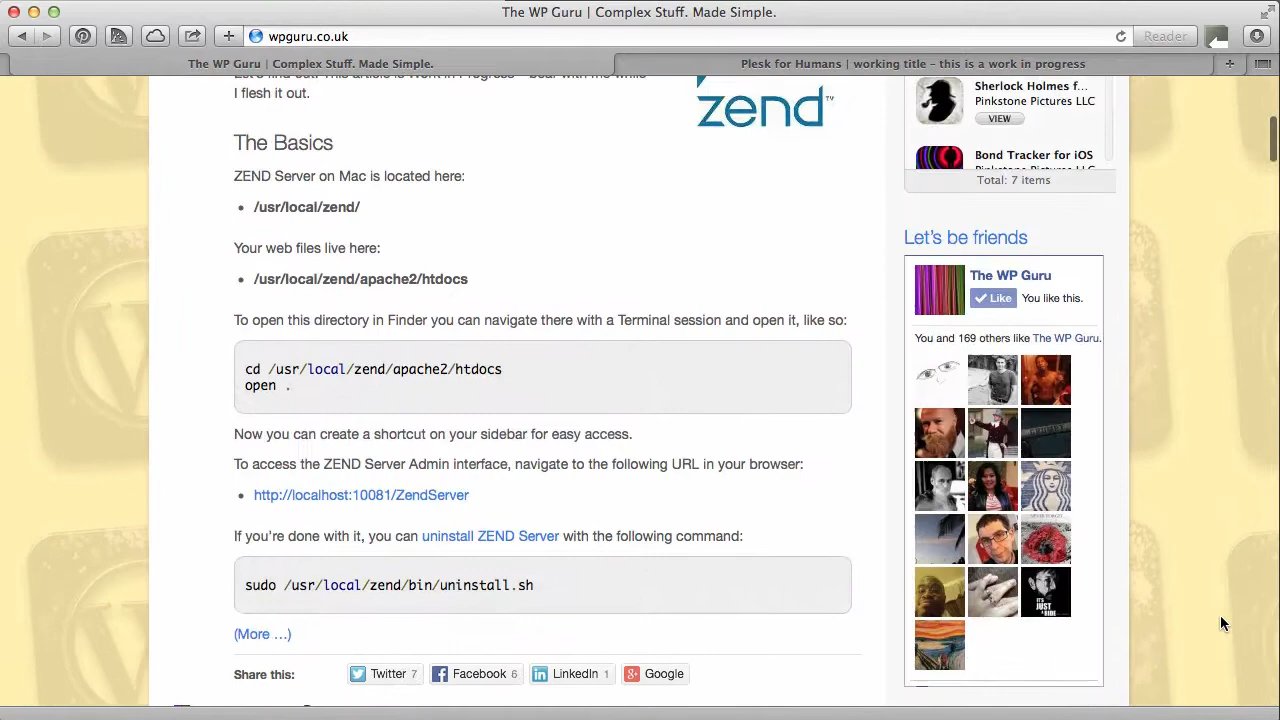 The WP Guru | Complex Stuff. Made Simple.
wpguru.co.uk
Reader
The WP Guru | Complex Stuff. Made Simple.
Plesk for Humans | working title – this is a work in progress
I flesh it out.
zend™
The Basics
ZEND Server on Mac is located here:
• /usr/local/zend/
Your web files live here:
• /usr/local/zend/apache2/htdocs
To open this directory in Finder you can navigate there with a Terminal session and open it, like so:
cd /usr/local/zend/apache2/htdocs
open .
Now you can create a shortcut on your sidebar for easy access.
To access the ZEND Server Admin interface, navigate to the following URL in your browser:
• http://localhost:10081/ZendServer
If you're done with it, you can uninstall ZEND Server with the following command:
sudo /usr/local/zend/bin/uninstall.sh
(More …)
Share this:
Twitter 7
Facebook 6
LinkedIn 1
Google
Sherlock Holmes f...
Pinkstone Pictures LLC
VIEW
Bond Tracker for iOS
Total: 7 items
Let's be friends
The WP Guru
Like
You like this.
You and 169 others like The WP Guru.
IT'S
JUST
A RIDE